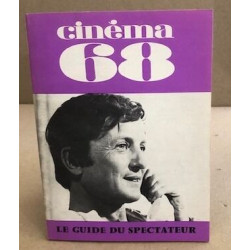 cinéma
68
LE GUIDE DU SPECTATEUR